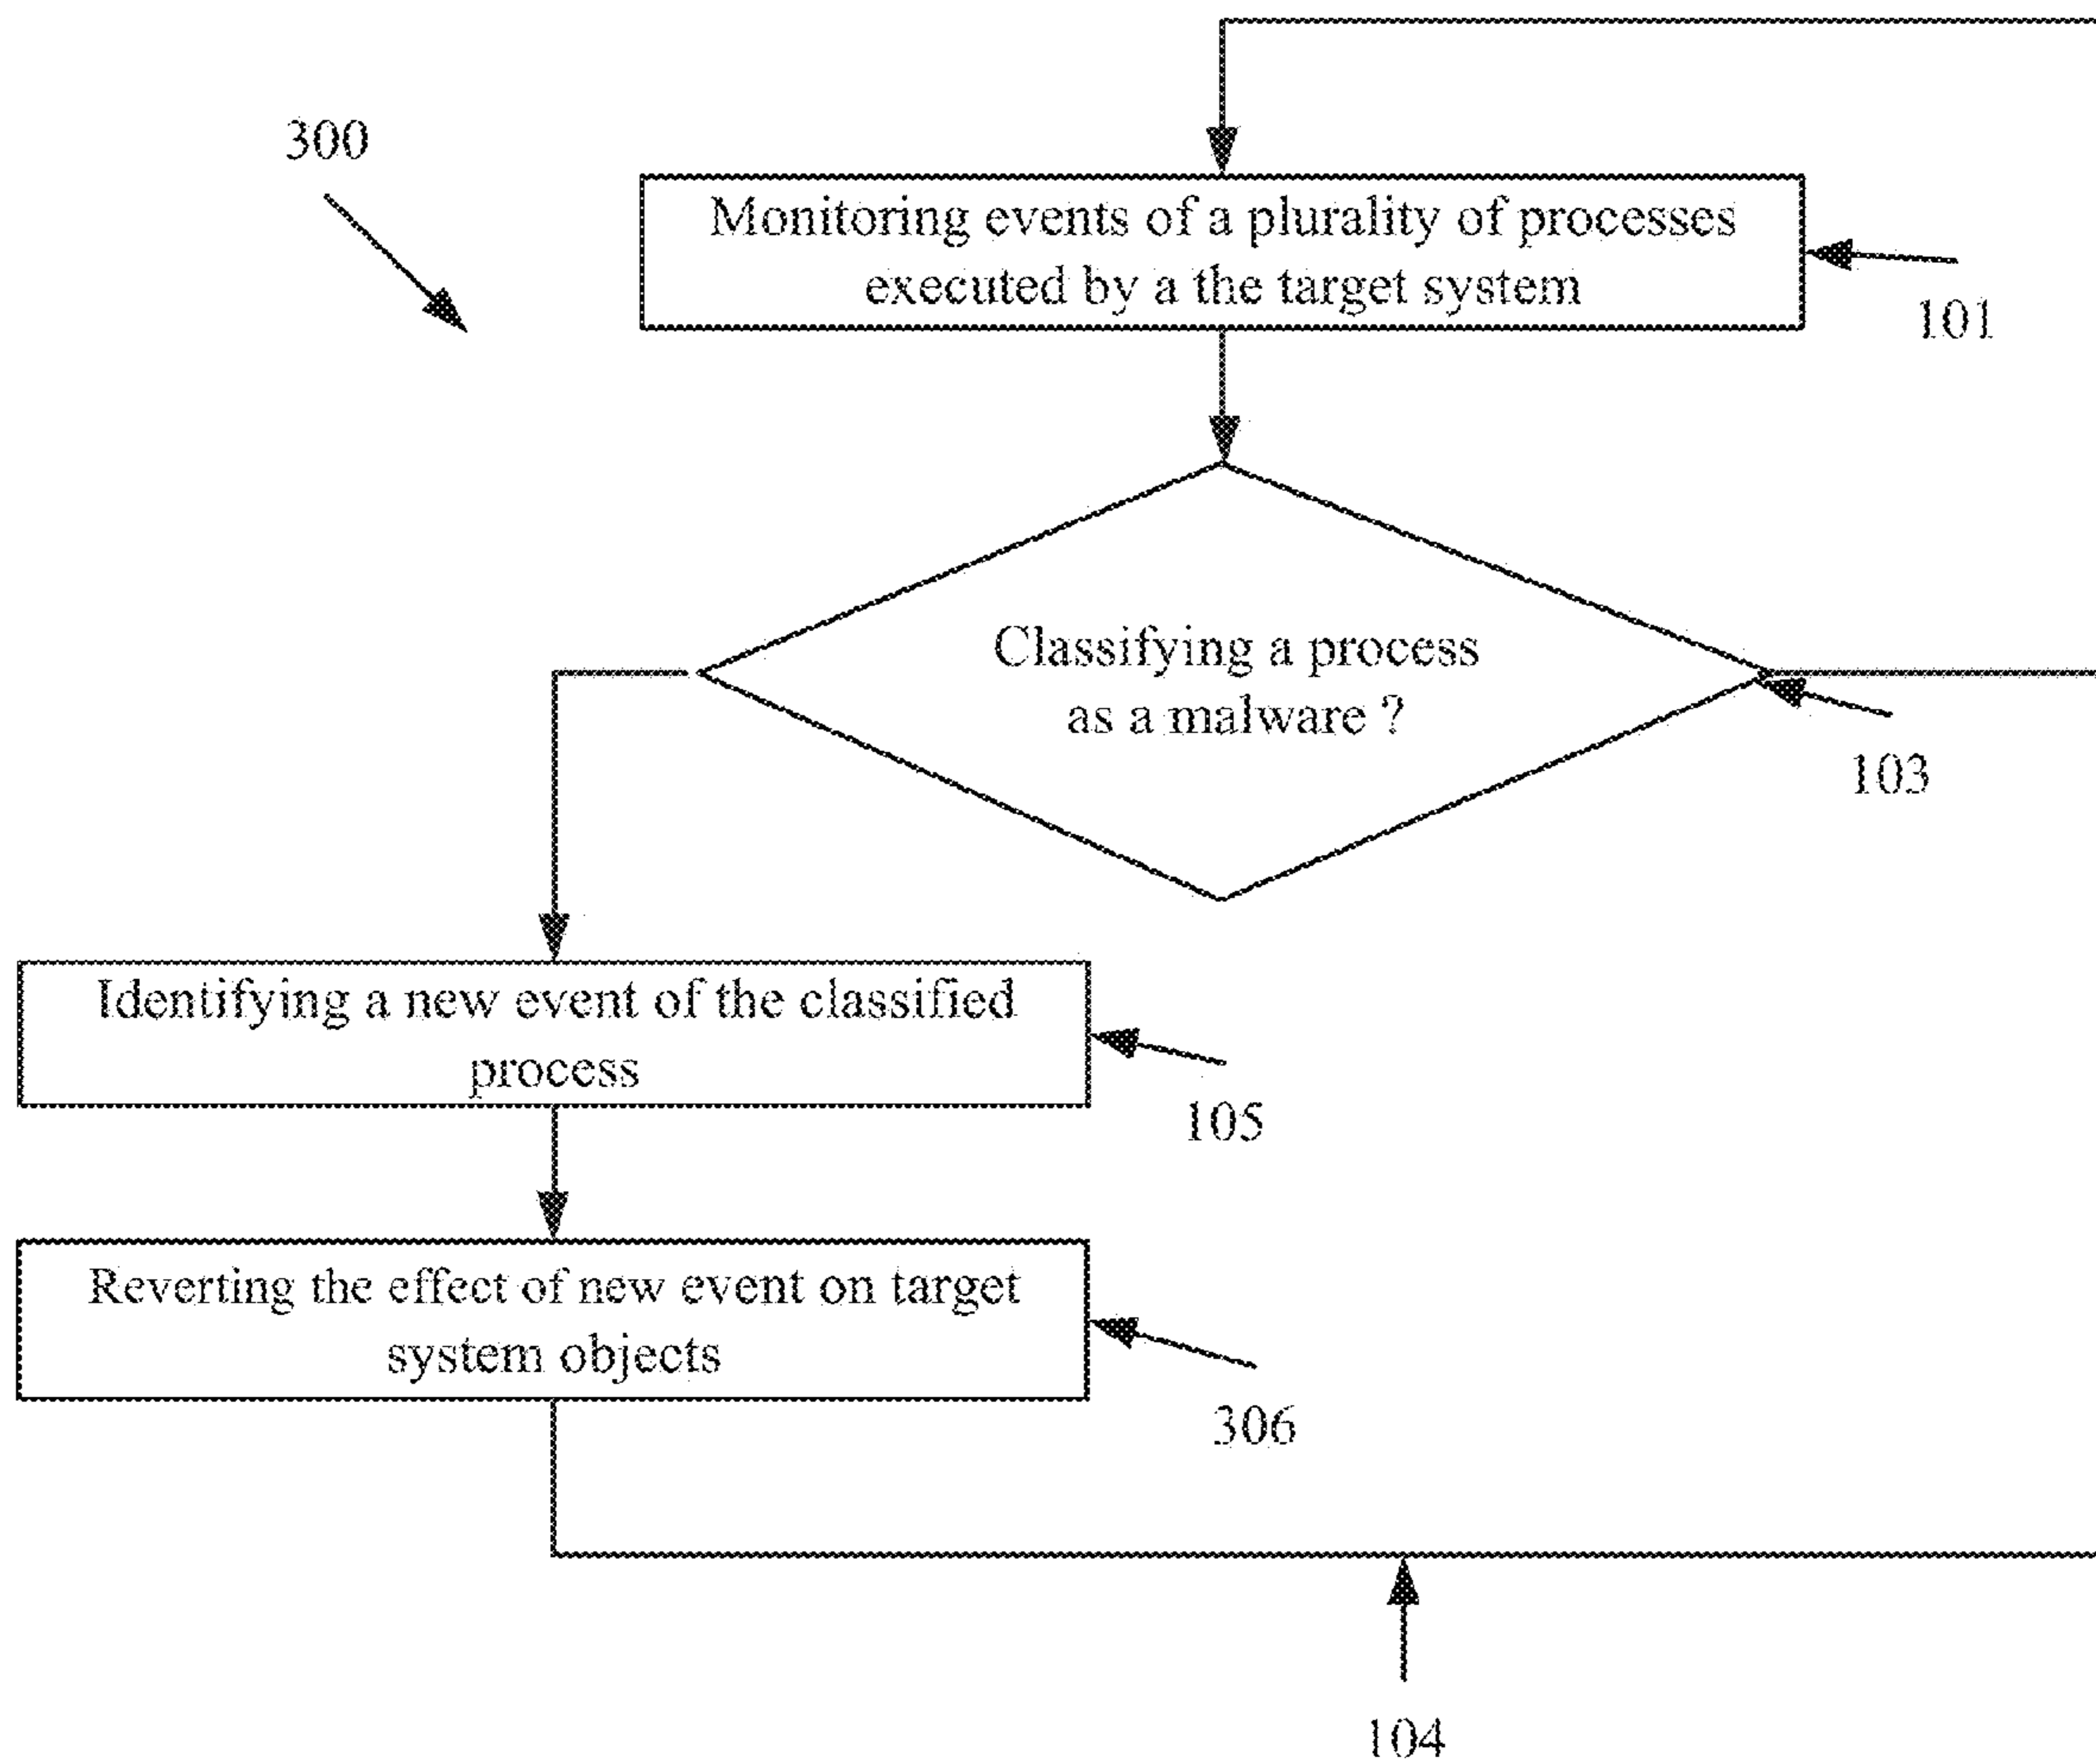 300
Monitoring events of a plurality of processes
executed by a the target system
101
Classifying a process
as a malware ?
103
Identifying a new event of the classified
process
105
Reverting the effect of new event on target
system objects
306
104